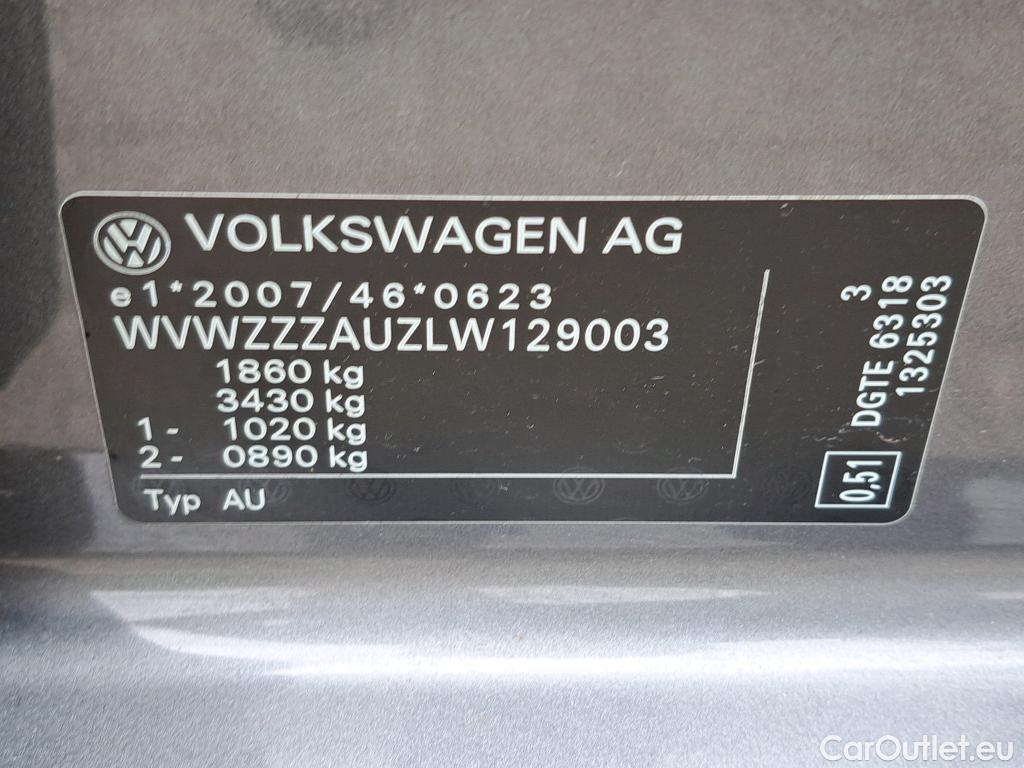 VOLKSWAGEN AG
e1*2007/46*0623
WVWZZZAUZLW129003
1860 kg
3430 kg
1 - 1020 kg
2 - 0890 kg
Typ AU
3
DGTE 6318
1325303
0,51
CarOutlet.eu